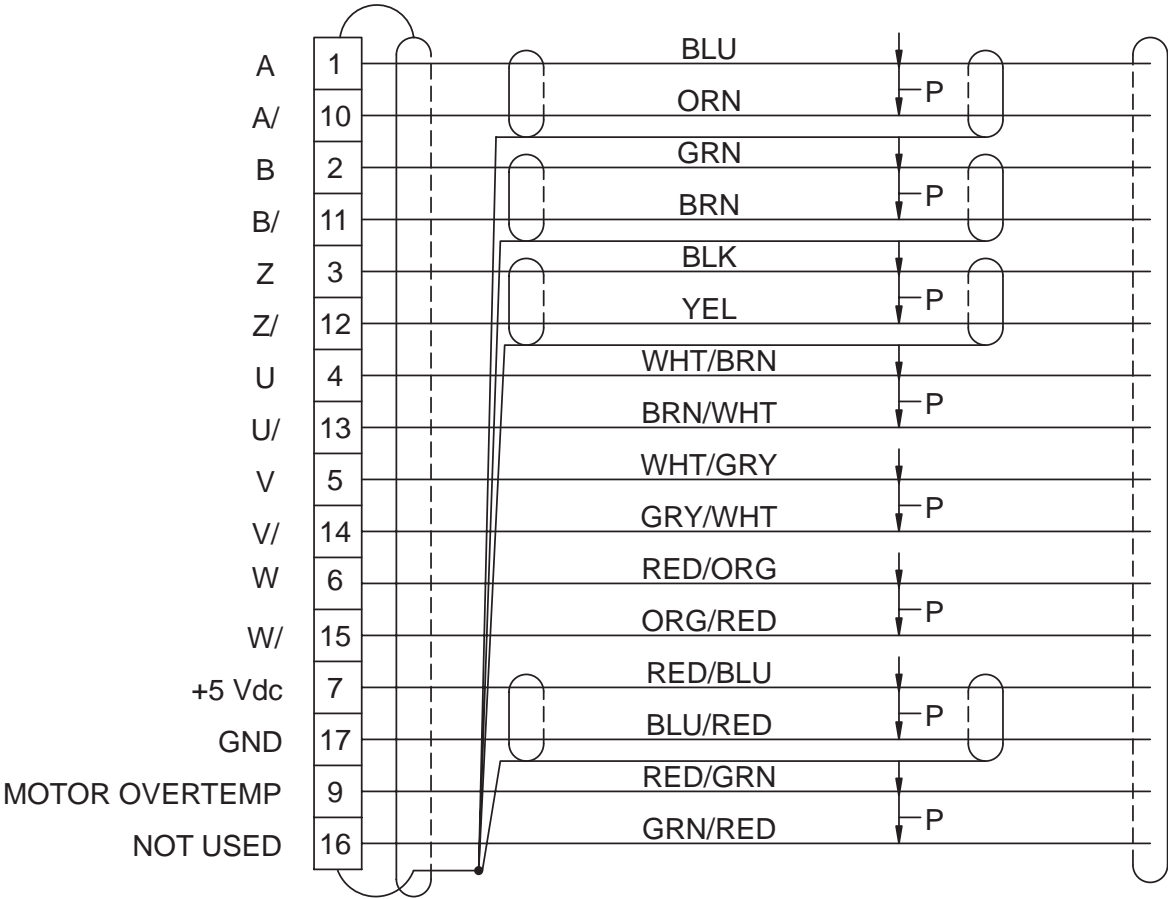 A 1 BLU
P
A/ 10 ORN
B 2 GRN
P
B/ 11 BRN
Z 3 BLK
P
Z/ 12 YEL
U 4 WHT/BRN
P
U/ 13 BRN/WHT
V 5 WHT/GRY
P
V/ 14 GRY/WHT
W 6 RED/ORG
P
W/ 15 ORG/RED
+5 Vdc 7 RED/BLU
P
GND 17 BLU/RED
MOTOR OVERTEMP 9 RED/GRN
P
NOT USED 16 GRN/RED